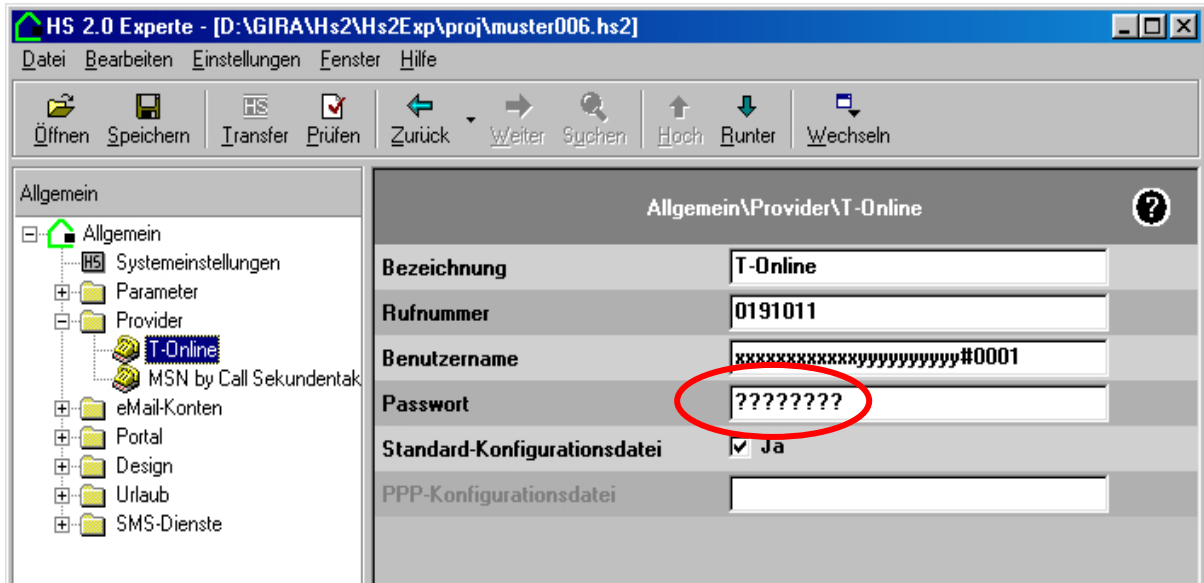 HS 2.0 Experte - [D:\GIRA\Hs2\Hs2Exp\proj\muster006.hs2]
Datei Bearbeiten Einstellungen Fenster Hilfe
HS
Öffnen Speichern Transfer Prüfen Zurück Weiter Suchen Hoch Runter Wechseln
Allgemein
Allgemein\Provider\T-Online
?
Allgemein
HS Systemeinstellungen
Parameter
Provider
T-Online
MSN by Call Sekundentak
eMail-Konten
Portal
Design
Urlaub
SMS-Dienste
Bezeichnung T-Online
Rufnummer 0191011
Benutzername xxxxxxxxxxxxyyyyyyyyyy#0001
Passwort ????????
Standard-Konfigurationsdatei Ja
PPP-Konfigurationsdatei